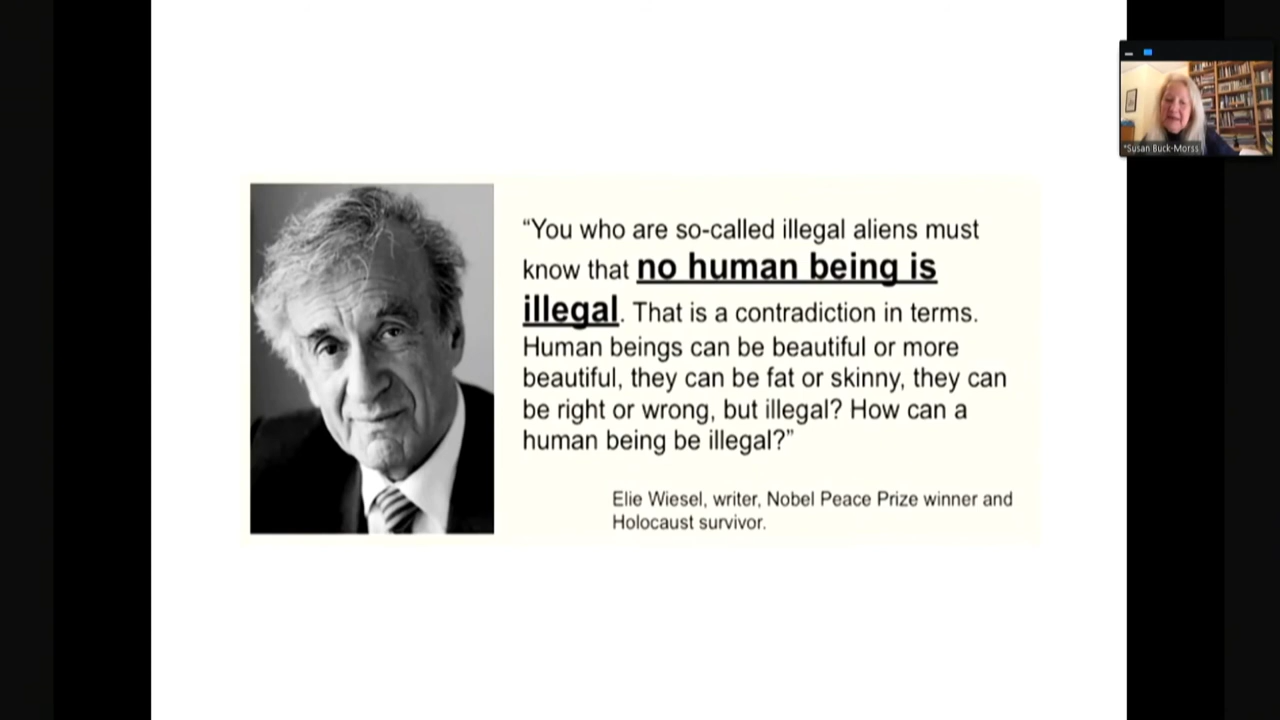 “You who are so-called illegal aliens must
know that no human being is
illegal. That is a contradiction in terms.
Human beings can be beautiful or more
beautiful, they can be fat or skinny, they can
be right or wrong, but illegal? How can a
human being be illegal?”
Elie Wiesel, writer, Nobel Peace Prize winner and
Holocaust survivor.
*Susan Buck-Morss